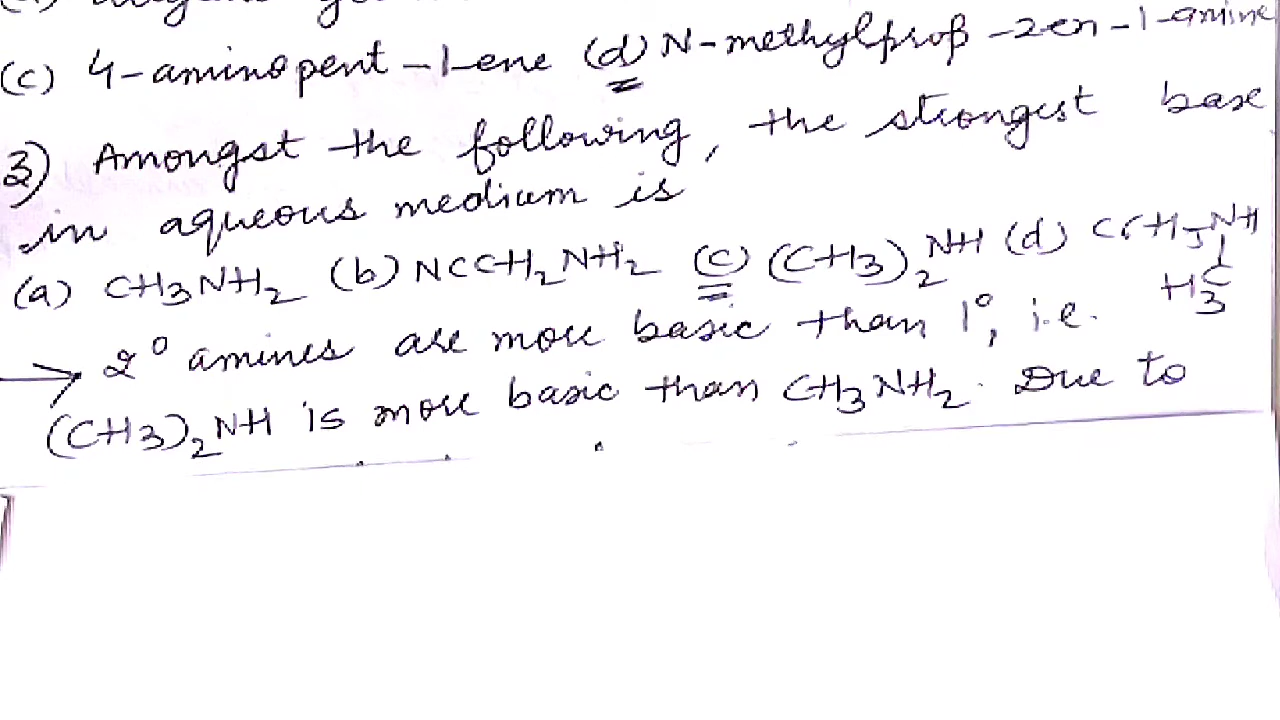 (c) 4-aminopent-1-ene (d) N-methylprop-2en-1-amine
3) Amongst the following, the strongest base
in aqueous medium is
(a) CH3NH2 (b) NCCH2NH2 (c) (CH3)2NH (d) C6H5NH
H3C
→ 2° amines are more basic than 1°, i.e.
(CH3)2NH is more basic than CH3NH2. Due to